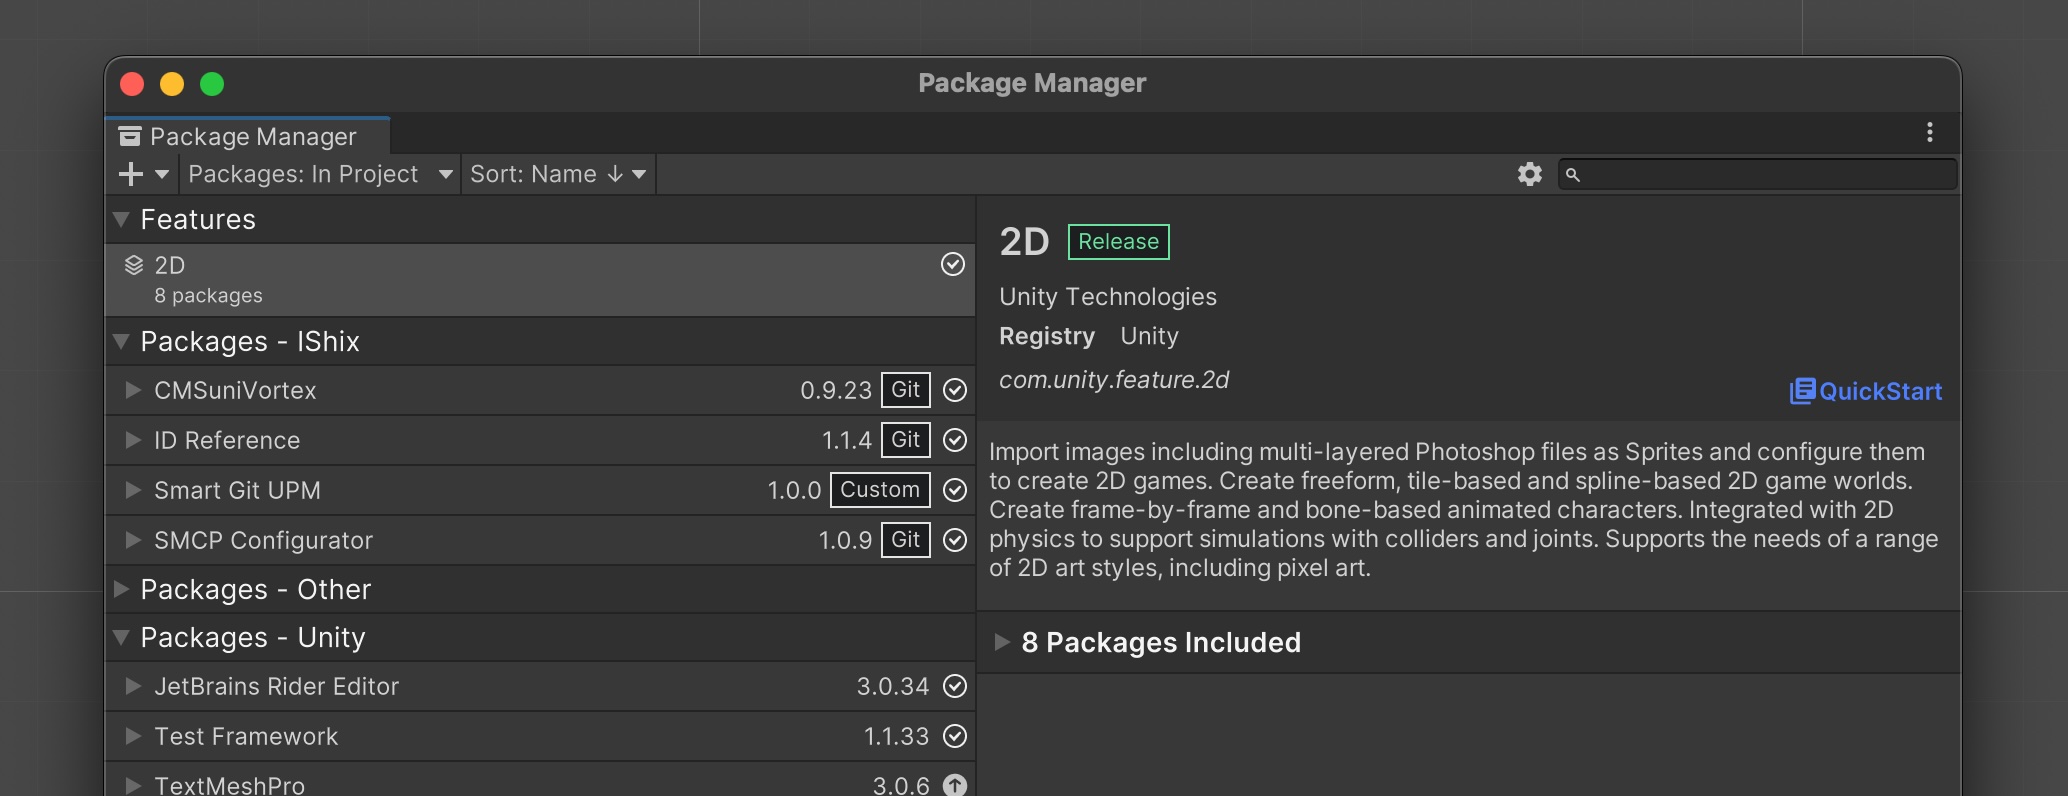 Package Manager
Package Manager
Packages: In Project
Sort: Name ↓
Features
2D
8 packages
Packages - IShix
CMSuniVortex 0.9.23 Git
ID Reference 1.1.4 Git
Smart Git UPM 1.0.0 Custom
SMCP Configurator 1.0.9 Git
Packages - Other
Packages - Unity
JetBrains Rider Editor 3.0.34
Test Framework 1.1.33
TextMeshPro 3.0.6
2D Release
Unity Technologies
Registry Unity
com.unity.feature.2d
QuickStart
Import images including multi-layered Photoshop files as Sprites and configure them
to create 2D games. Create freeform, tile-based and spline-based 2D game worlds.
Create frame-by-frame and bone-based animated characters. Integrated with 2D
physics to support simulations with colliders and joints. Supports the needs of a range
of 2D art styles, including pixel art.
8 Packages Included